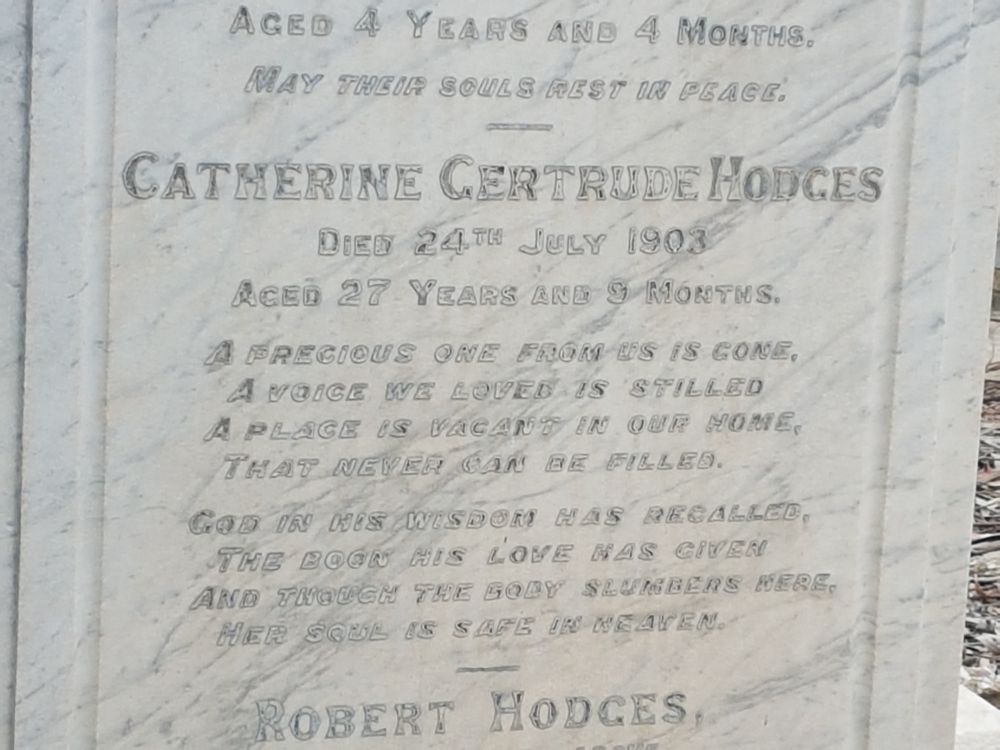 AGED 4 YEARS AND 4 MONTHS.
MAY THEIR SOULS REST IN PEACE.
CATHERINE GERTRUDE HODGES
DIED 24TH JULY 1903
AGED 27 YEARS AND 9 MONTHS.
A PRECIOUS ONE FROM US IS GONE,
A VOICE WE LOVED IS STILLED
A PLACE IS VACANT IN OUR HOME,
THAT NEVER CAN BE FILLED.
GOD IN HIS WISDOM HAS RECALLED,
THE BOON HIS LOVE HAS GIVEN
AND THOUGH THE BODY SLUMBERS HERE,
HER SOUL IS SAFE IN HEAVEN.
ROBERT HODGES,